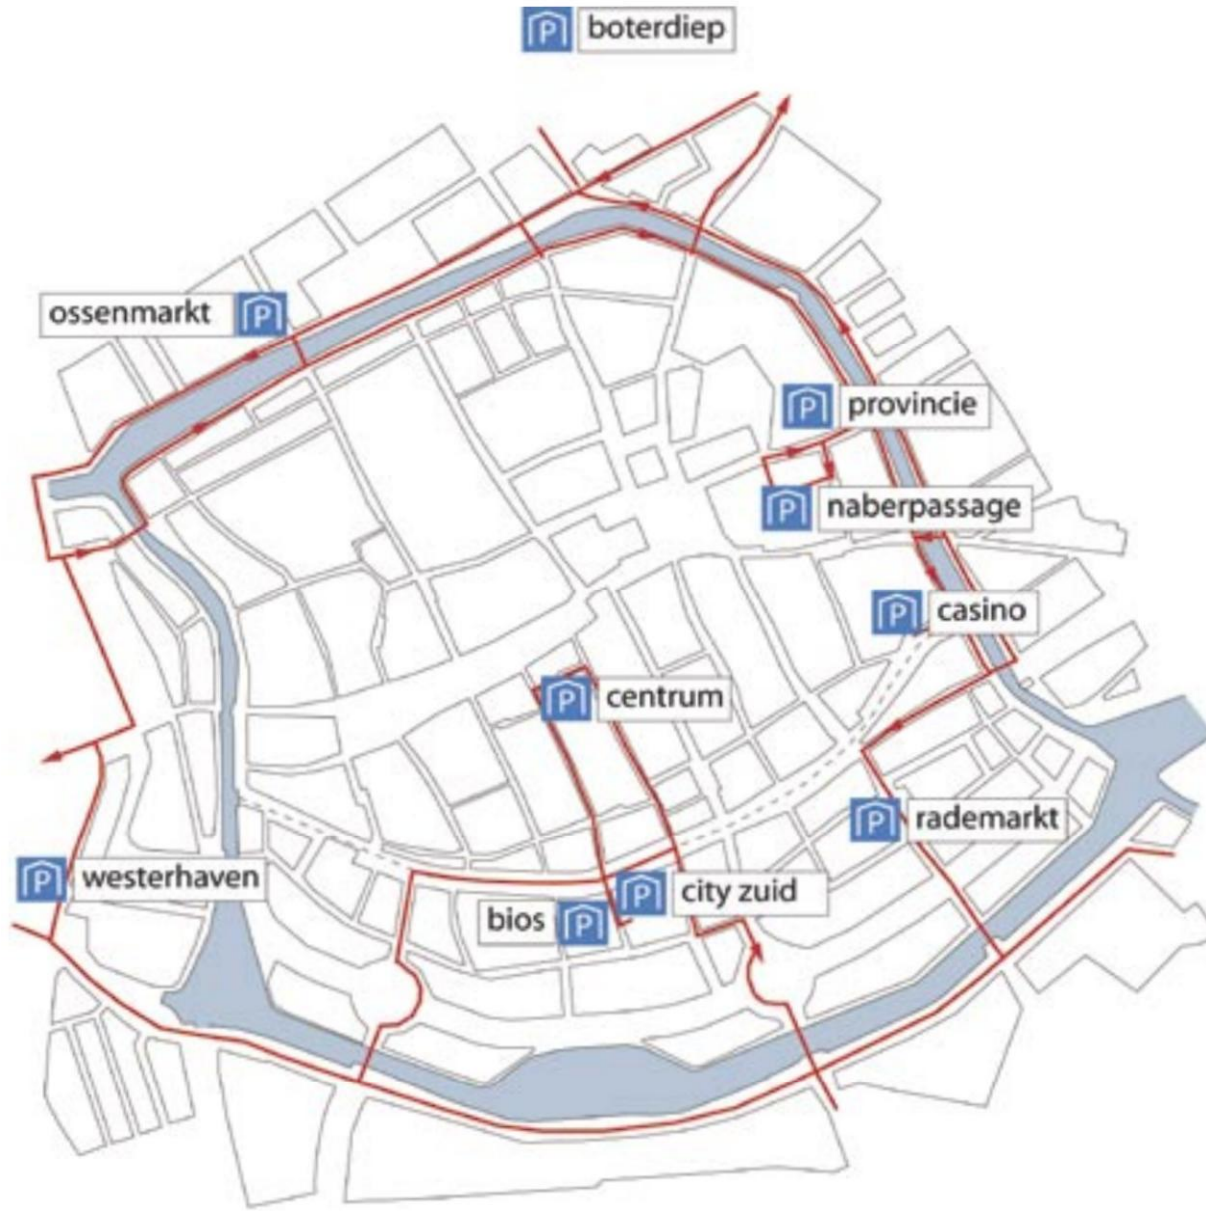 P boterdiep
ossenmarkt P
P provincie
P naberpassage
P casino
P centrum
P rademarkt
P westerhaven
P city zuid
bios P